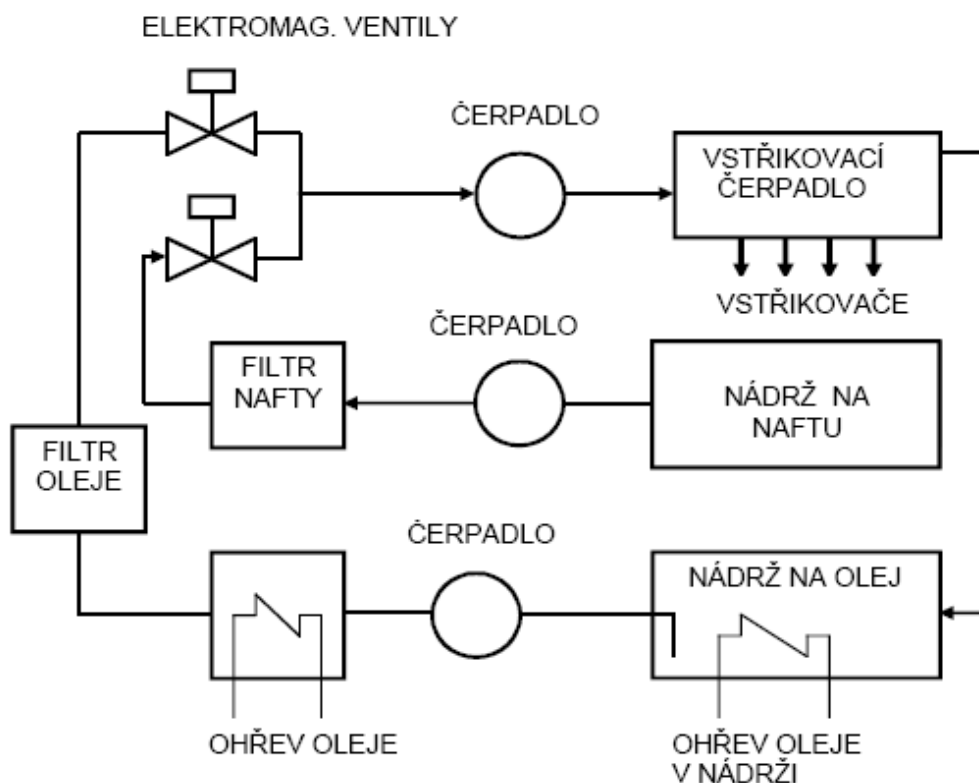 ELEKTROMAG. VENTILY
ČERPADLO
VSTŘIKOVACÍ
ČERPADLO
VSTŘIKOVAČE
ČERPADLO
FILTR
NAFTY
NÁDRŽ NA
NAFTU
FILTR
OLEJE
ČERPADLO
NÁDRŽ NA OLEJ
OHŘEV OLEJE
OHŘEV OLEJE
V NÁDRŽI